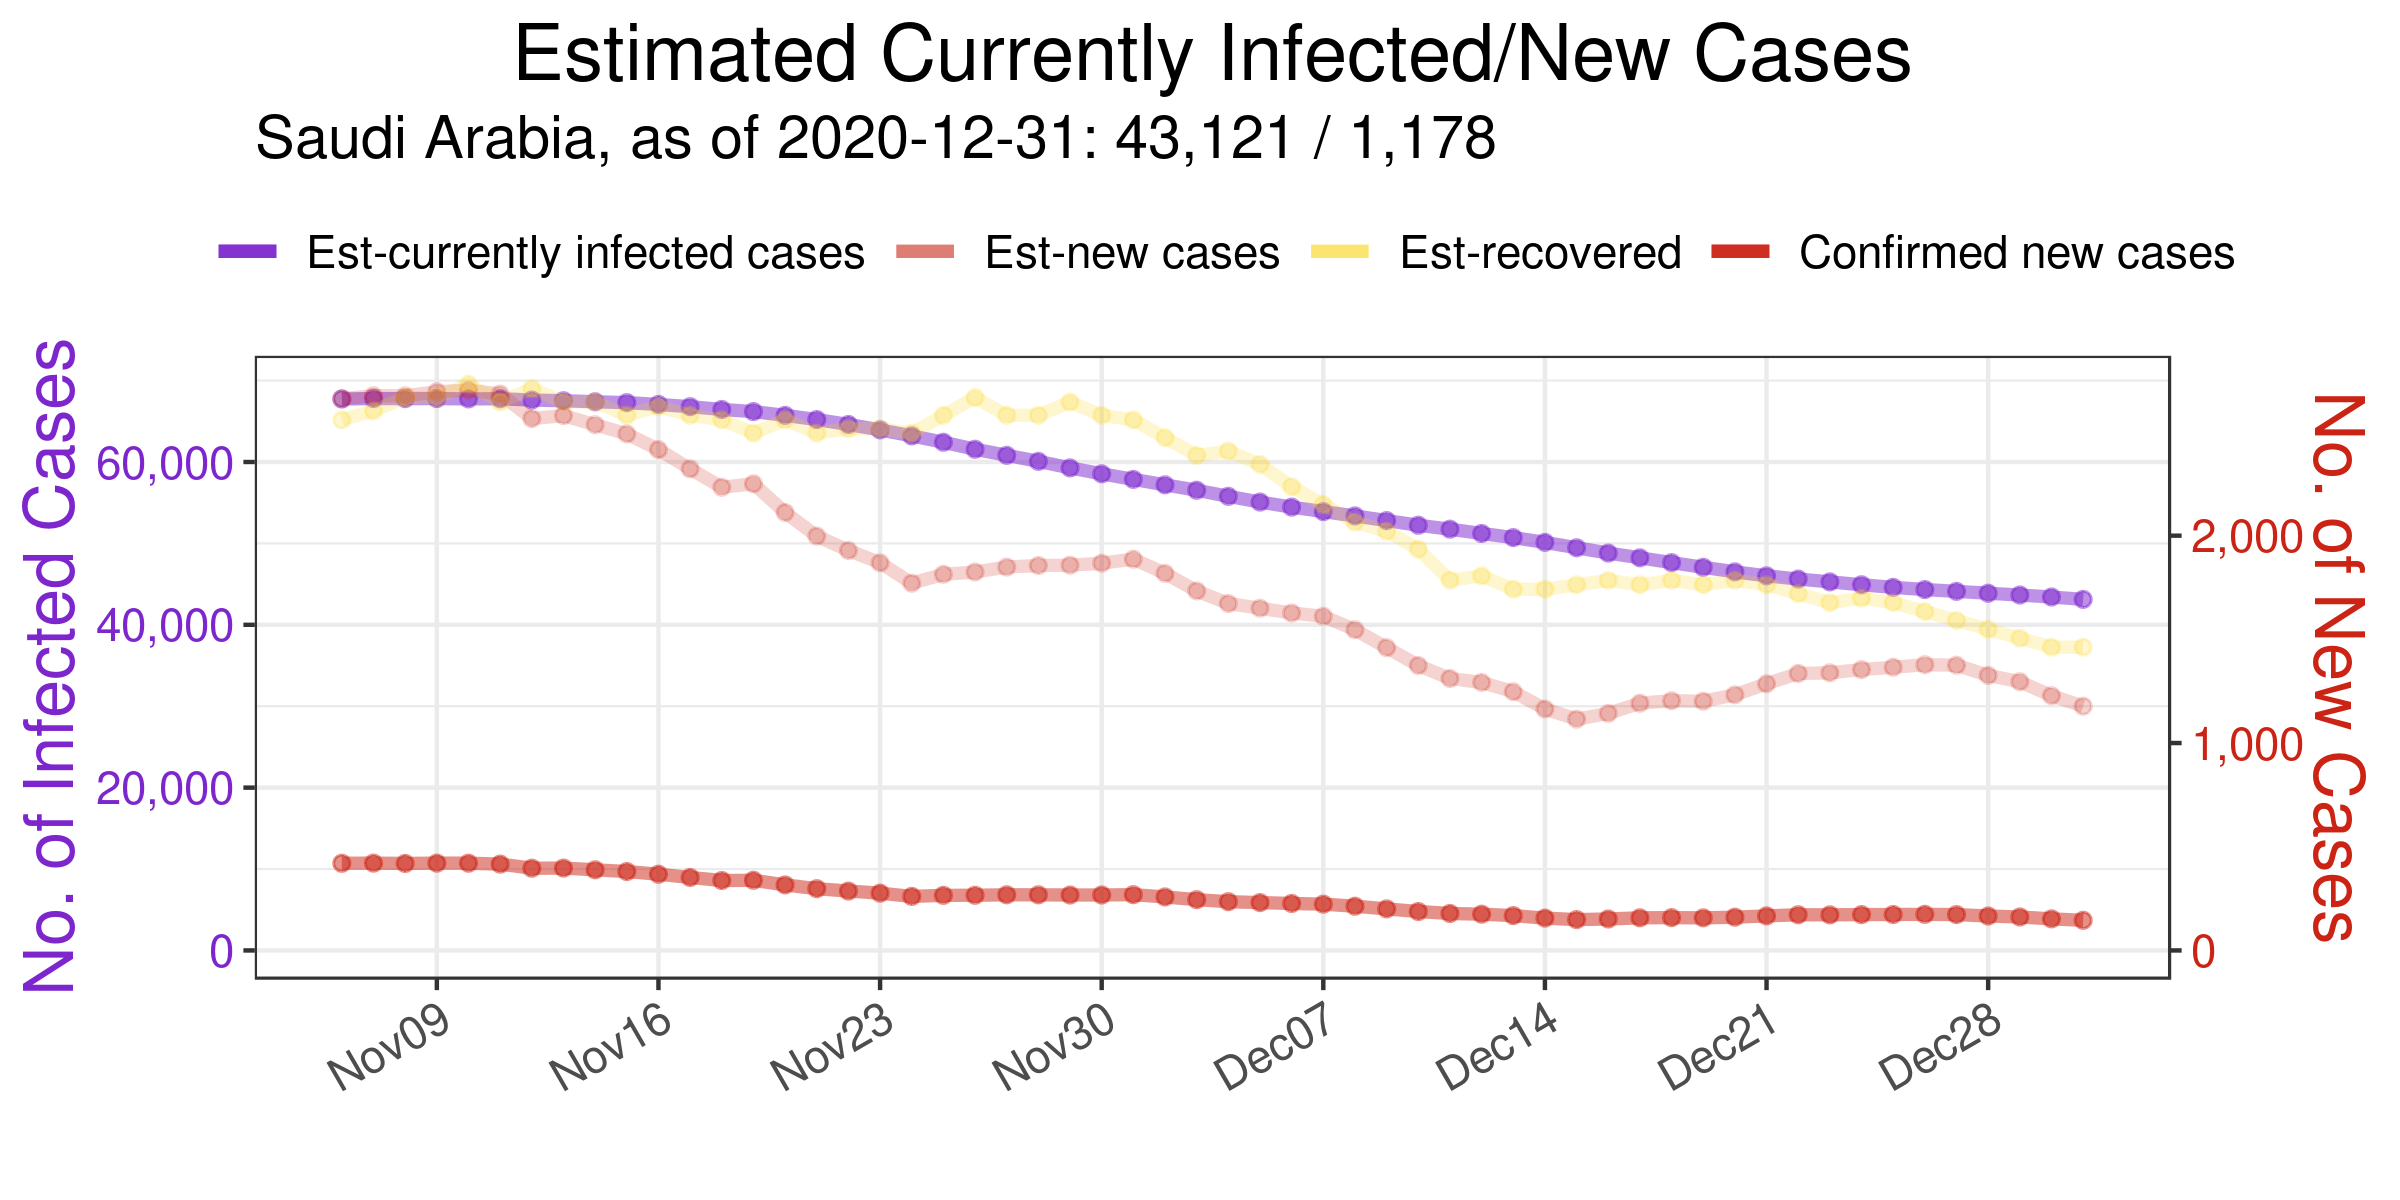 Estimated Currently Infected/New Cases
Saudi Arabia, as of 2020-12-31: 43,121 / 1,178
Est-currently infected cases Est-new cases Est-recovered Confirmed new cases
No. of Infected Cases
60,000
40,000
20,000
0
No. of New Cases
2,000
1,000
0
Nov09 Nov16 Nov23 Nov30 Dec07 Dec14 Dec21 Dec28